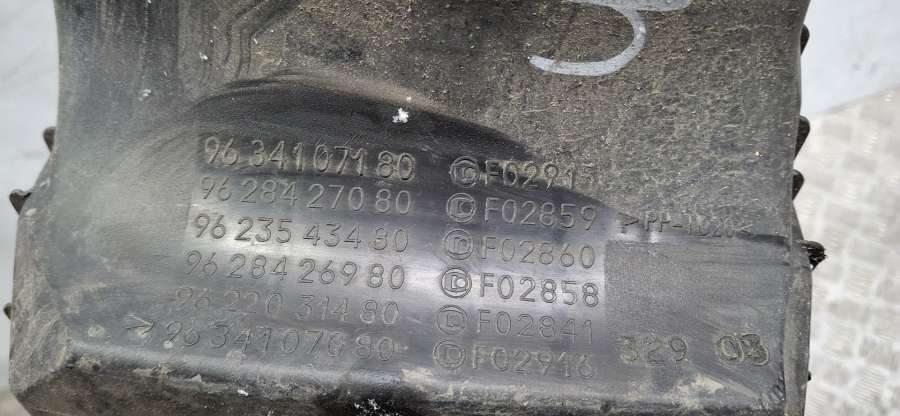 96 341 071 80 Ⓓ F02915
96 284 270 80 Ⓓ F02859 >PP-TD20<
96 235 434 80 Ⓓ F02860
96 284 269 80 Ⓓ F02858
96 220 314 80 Ⓓ F02841
>96 341 070 80 Ⓓ F02916 329 03